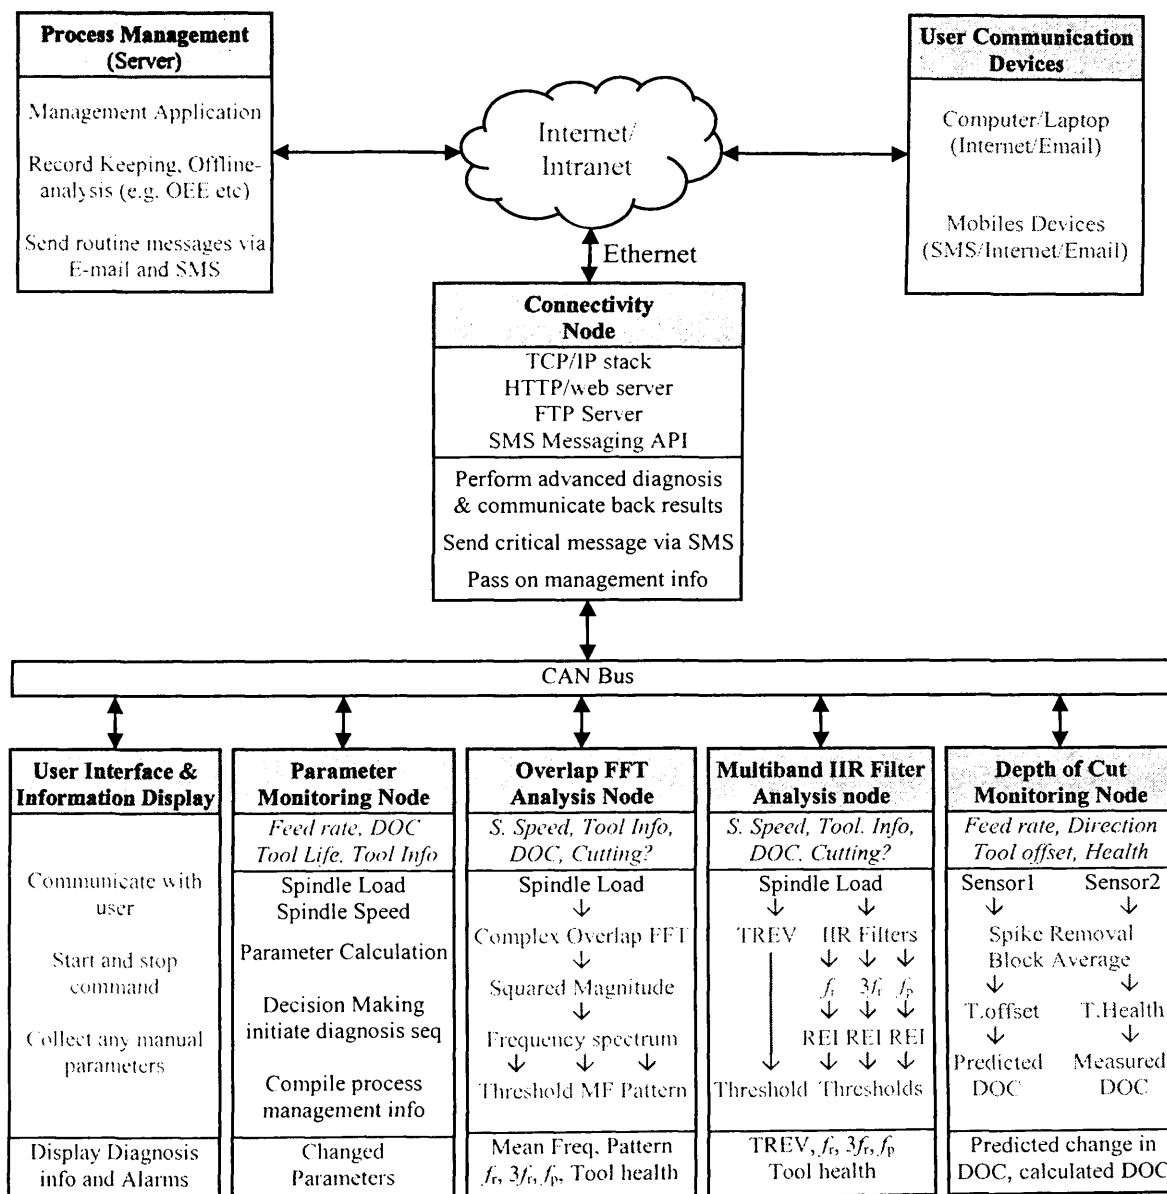 Process Management
(Server)
Management Application
Record Keeping, Offline-
analysis (e.g. OEE etc)
Send routine messages via
E-mail and SMS
Internet/
Intranet
User Communication
Devices
Computer/Laptop
(Internet/Email)
Mobiles Devices
(SMS/Internet/Email)
Ethernet
Connectivity
Node
TCP/IP stack
HTTP/web server
FTP Server
SMS Messaging API
Perform advanced diagnosis
& communicate back results
Send critical message via SMS
Pass on management info
CAN Bus
User Interface &
Information Display
Communicate with
user
Start and stop
command
Collect any manual
parameters
Display Diagnosis
info and Alarms
Parameter
Monitoring Node
Feed rate, DOC
Tool Life, Tool Info
Spindle Load
Spindle Speed
Parameter Calculation
Decision Making
initiate diagnosis seq
Compile process
management info
Changed
Parameters
Overlap FFT
Analysis Node
S. Speed, Tool Info,
DOC, Cutting?
Spindle Load
Complex Overlap FFT
Squared Magnitude
Frequency spectrum
Threshold MF Pattern
Mean Freq. Pattern
fr, 3fr, fp, Tool health
Multiband IIR Filter
Analysis node
S. Speed, Tool. Info,
DOC. Cutting?
Spindle Load
TREV IIR Filters
fr 3fr fp
REI REI REI
Threshold Thresholds
TREV, fr, 3fr, fp
Tool health
Depth of Cut
Monitoring Node
Feed rate, Direction
Tool offset, Health
Sensor1 Sensor2
Spike Removal
Block Average
T.offset T.Health
Predicted Measured
DOC DOC
Predicted change in
DOC, calculated DOC